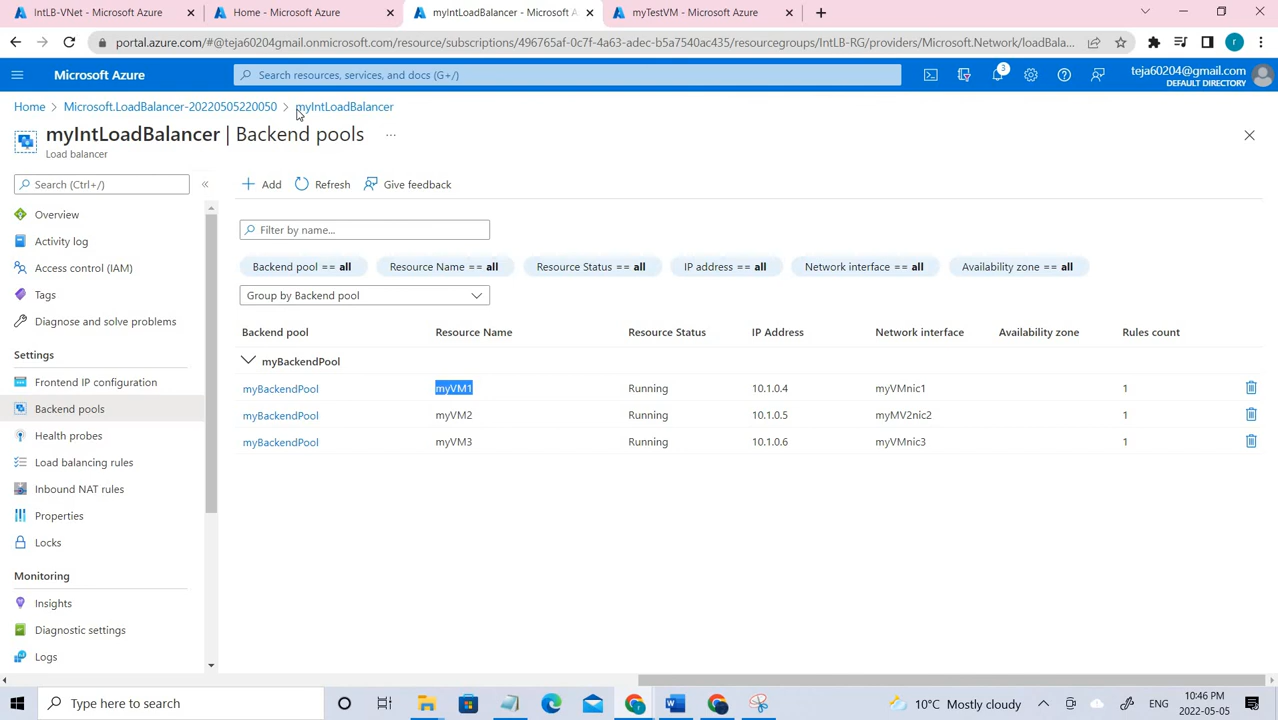 IntLB-VNet - Microsoft Azure
Home - Microsoft Azure
myIntLoadBalancer - Microsoft A
myTestVM - Microsoft Azure
portal.azure.com/#@teja60204gmail.onmicrosoft.com/resource/subscriptions/496765af-0c7f-4a63-adec-b5a7540ac435/resourcegroups/IntLB-RG/providers/Microsoft.Network/loadBala...
r
Microsoft Azure
Search resources, services, and docs (G+/)
3
teja60204@gmail.com
DEFAULT DIRECTORY
Home > Microsoft.LoadBalancer-20220505220050 > myIntLoadBalancer
myIntLoadBalancer | Backend pools ...
Load balancer
Search (Ctrl+/)
Overview
Activity log
Access control (IAM)
Tags
Diagnose and solve problems
Settings
Frontend IP configuration
Backend pools
Health probes
Load balancing rules
Inbound NAT rules
Properties
Locks
Monitoring
Insights
Diagnostic settings
Logs
Add Refresh Give feedback
Filter by name...
Backend pool == all Resource Name == all Resource Status == all IP address == all Network interface == all Availability zone == all
Group by Backend pool
Backend pool Resource Name Resource Status IP Address Network interface Availability zone Rules count
myBackendPool
myBackendPool myVM1 Running 10.1.0.4 myVMnic1 1
myBackendPool myVM2 Running 10.1.0.5 myMV2nic2 1
myBackendPool myVM3 Running 10.1.0.6 myVMnic3 1
Type here to search
10°C Mostly cloudy
ENG
10:46 PM
2022-05-05